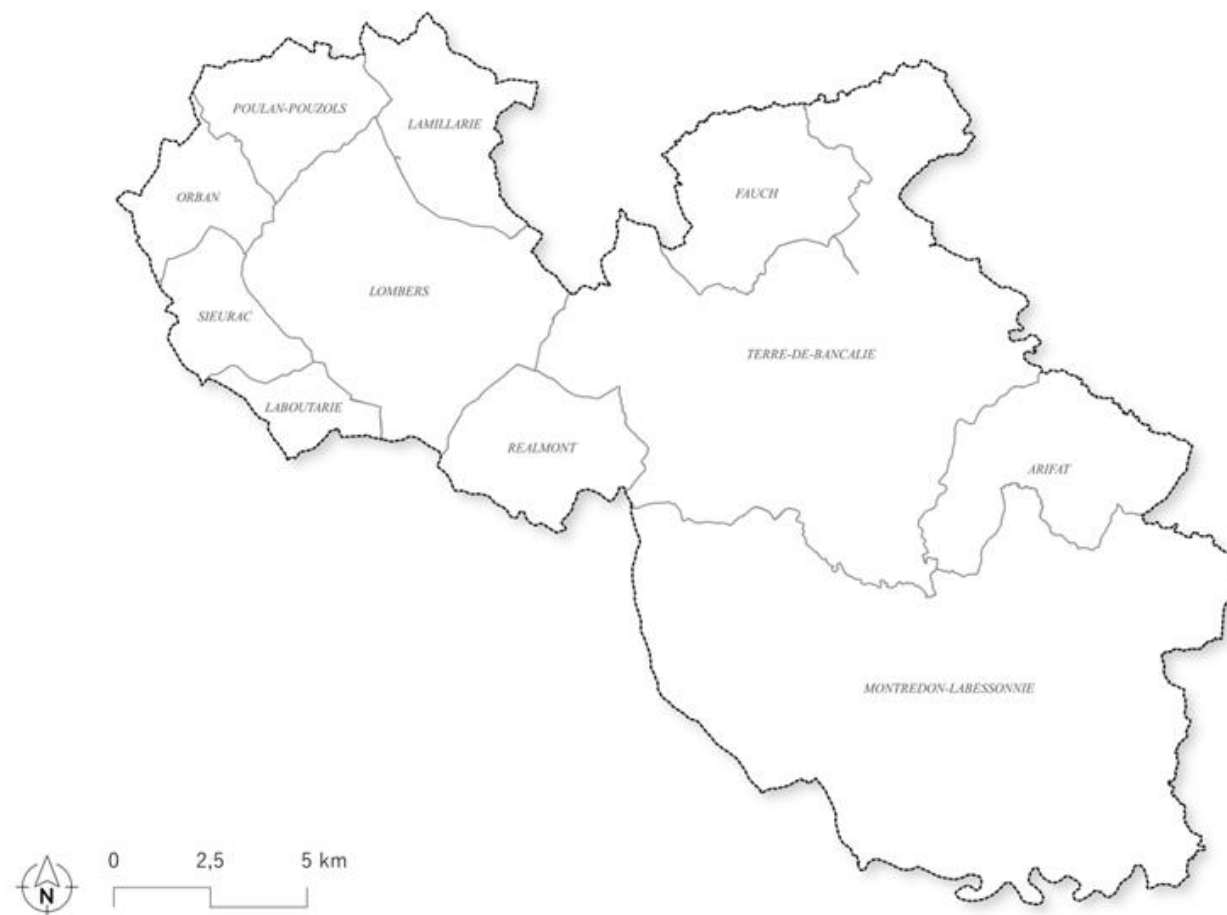 POULAN-POUZOLS
LAMILLARIE
ORBAN
FAUCH
LOMBERS
SIEURAC
TERRE-DE-BANCALIE
LABOUTARIE
REALMONT
ARIFAT
MONTREDON-LABESSONNIE
0 2,5 5 km
N